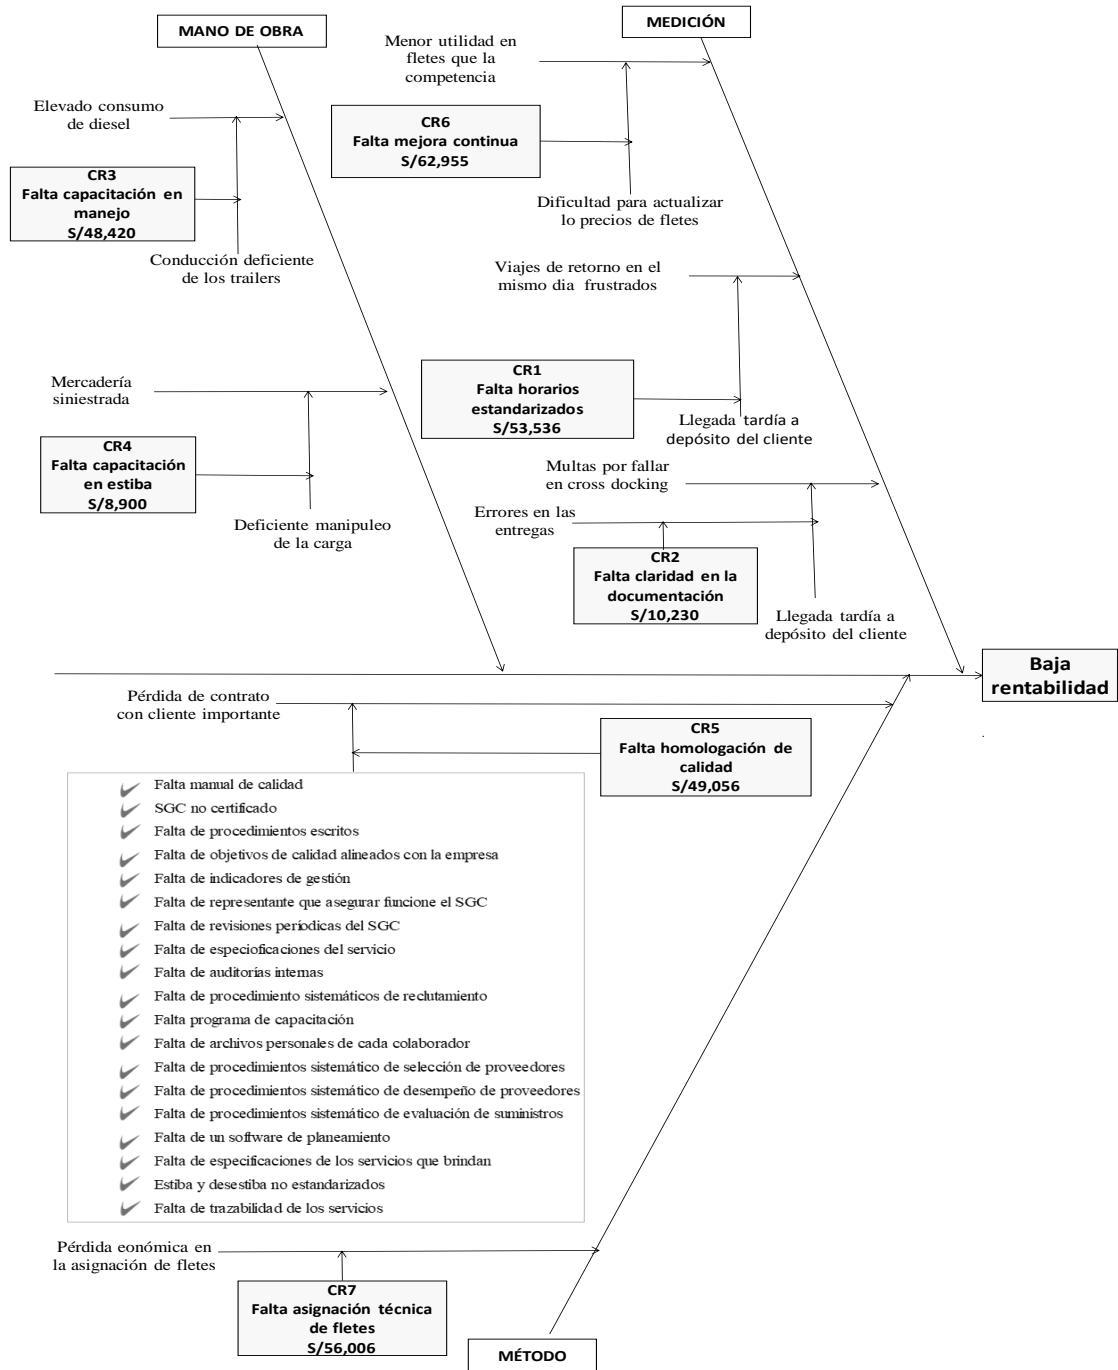 MANO DE OBRA
MEDICIÓN
Menor utilidad en
fletes que la
competencia
Elevado consumo
de diesel
CR6
Falta mejora continua
S/62,955
CR3
Falta capacitación en
manejo
S/48,420
Dificultad para actualizar
lo precios de fletes
Conducción deficiente
de los trailers
Viajes de retorno en el
mismo dia frustrados
Mercadería
siniestrada
CR1
Falta horarios
estandarizados
S/53,536
Llegada tardía a
depósito del cliente
CR4
Falta capacitación
en estiba
S/8,900
Multas por fallar
en cross docking
Deficiente manipuleo
de la carga
Errores en las
entregas
CR2
Falta claridad en la
documentación
S/10,230
Llegada tardía a
depósito del cliente
Baja
rentabilidad
Pérdida de contrato
con cliente importante
CR5
Falta homologación de
calidad
S/49,056
Falta manual de calidad
SGC no certificado
Falta de procedimientos escritos
Falta de objetivos de calidad alineados con la empresa
Falta de indicadores de gestión
Falta de representante que asegurar funcione el SGC
Falta de revisiones períodicas del SGC
Falta de especioficaciones del servicio
Falta de auditorías internas
Falta de procedimiento sistemáticos de reclutamiento
Falta programa de capacitación
Falta de archivos personales de cada colaborador
Falta de procedimientos sistemático de selección de proveedores
Falta de procedimientos sistemático de desempeño de proveedores
Falta de procedimientos sistemático de evaluación de suministros
Falta de un software de planeamiento
Falta de especificaciones de los servicios que brindan
Estiba y desestiba no estandarizados
Falta de trazabilidad de los servicios
Pérdida eonómica en
la asignación de fletes
CR7
Falta asignación técnica
de fletes
S/56,006
MÉTODO